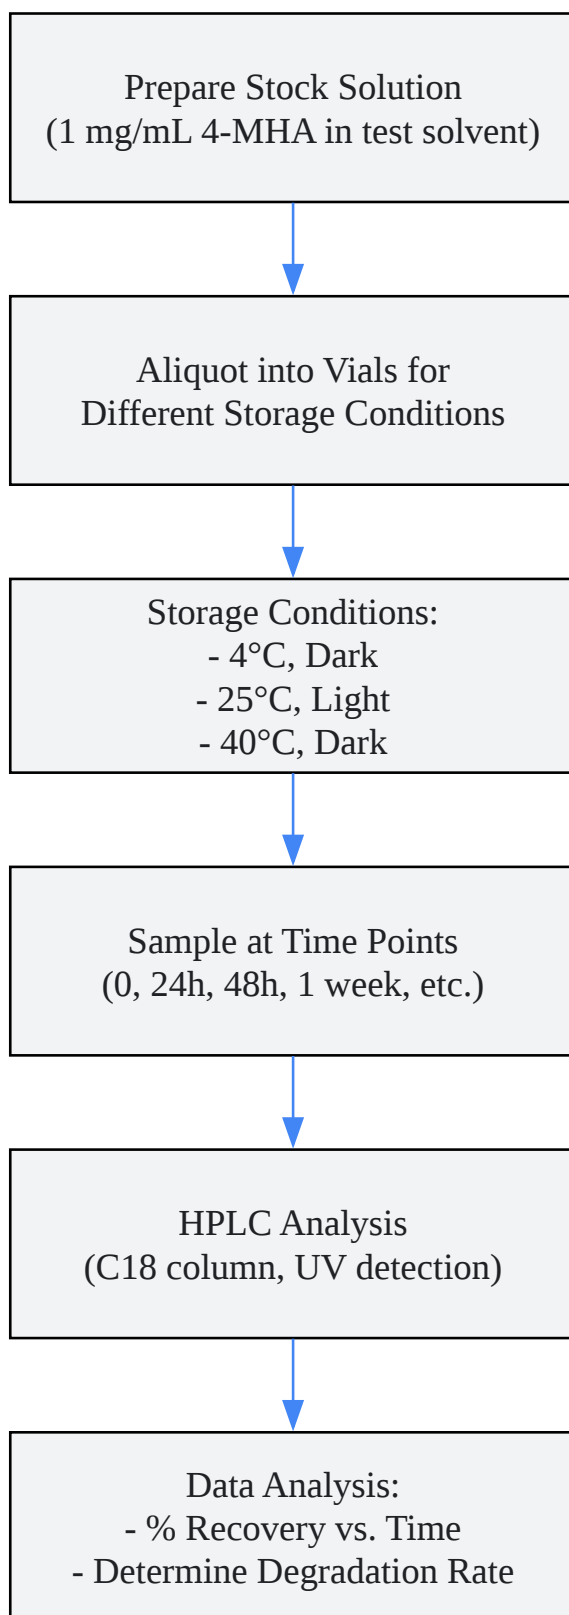 Prepare Stock Solution
(1 mg/mL 4-MHA in test solvent)
Aliquot into Vials for
Different Storage Conditions
Storage Conditions:
- 4°C, Dark
- 25°C, Light
- 40°C, Dark
Sample at Time Points
(0, 24h, 48h, 1 week, etc.)
HPLC Analysis
(C18 column, UV detection)
Data Analysis:
- % Recovery vs. Time
- Determine Degradation Rate